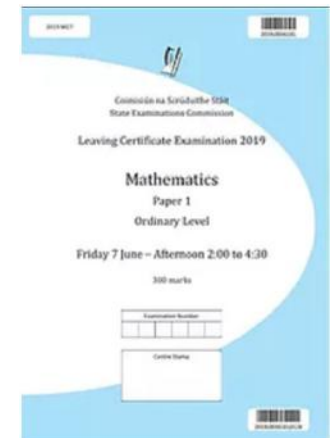 Coimisiún na Scrúduithe Stáit
State Examinations Commission
Leaving Certificate Examination 2019
Mathematics
Paper 1
Ordinary Level
Friday 7 June – Afternoon 2:00 to 4:30
300 marks
Examination Number
Centre Stamp